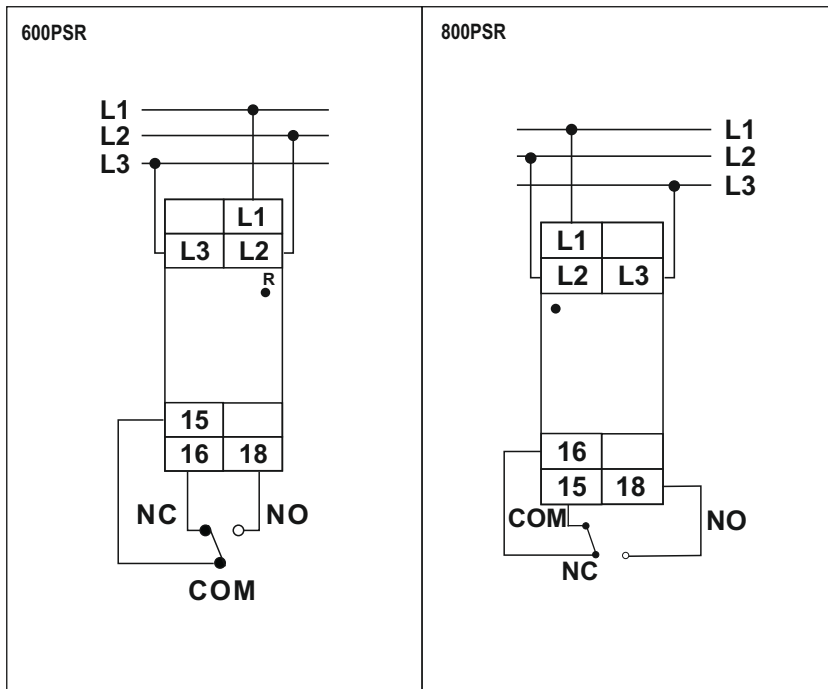 600PSR
L1
L2
L3
L1
L3 L2
R
15
16 18
NC NO
COM
800PSR
L1
L2
L3
L1
L2 L3
16
15 18
COM NO
NC